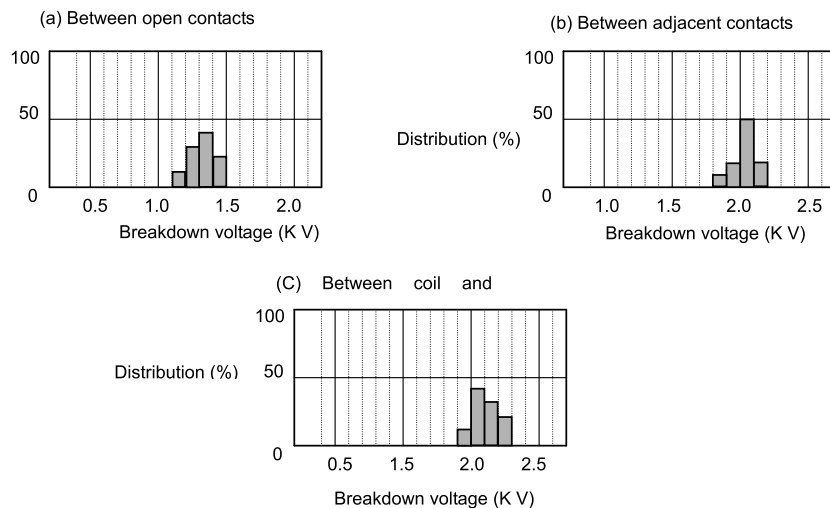 (a) Between open contacts
100
50
0
0.5 1.0 1.5 2.0
Breakdown voltage (K V)
(b) Between adjacent contacts
100
50
Distribution (%)
0
1.0 1.5 2.0 2.5
Breakdown voltage (K V)
(C) Between coil and
100
50
Distribution (%)
0
0.5 1.5 2.0 2.5
Breakdown voltage (K V)